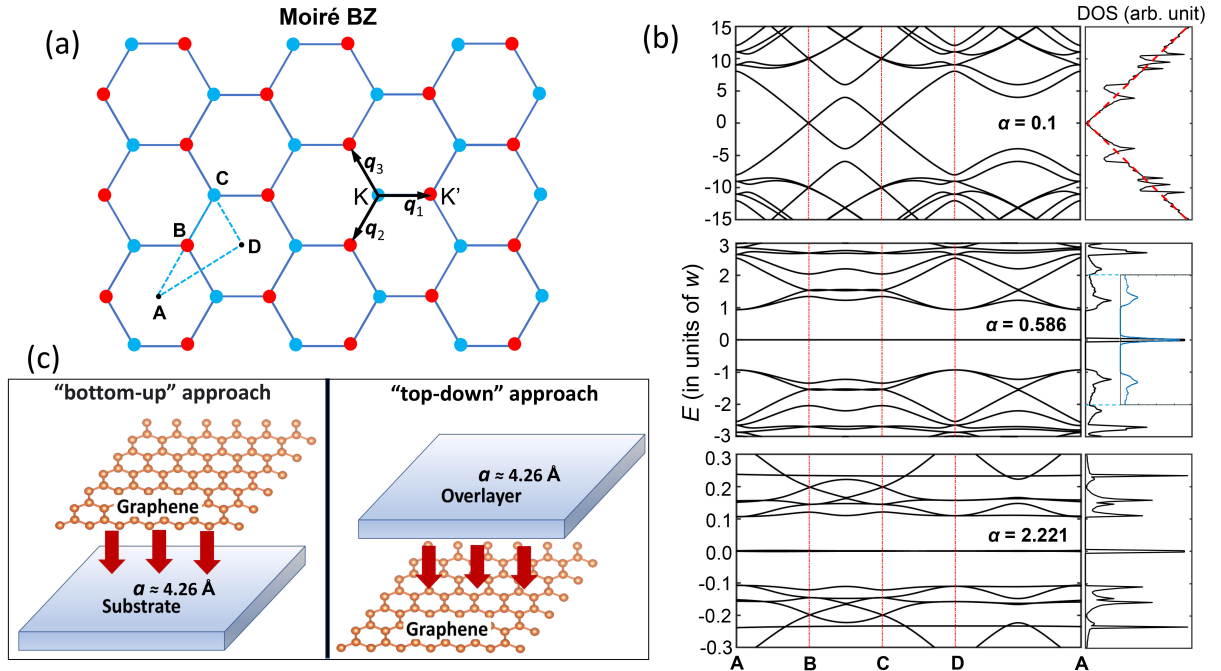 Moiré BZ
(a)
C
B
D
A
q3
K
K’
q1
q2
(b)
DOS (arb. unit)
15
10
5
0
-5
-10
-15
α = 0.1
3
2
1
0
-1
-2
-3
α = 0.586
E (in units of w)
0.3
0.2
0.1
0.0
-0.1
-0.2
-0.3
α = 2.221
A B C D A
(c)
“bottom-up” approach
Graphene
a ≈ 4.26 Å
Substrate
“top-down” approach
a ≈ 4.26 Å
Overlayer
Graphene